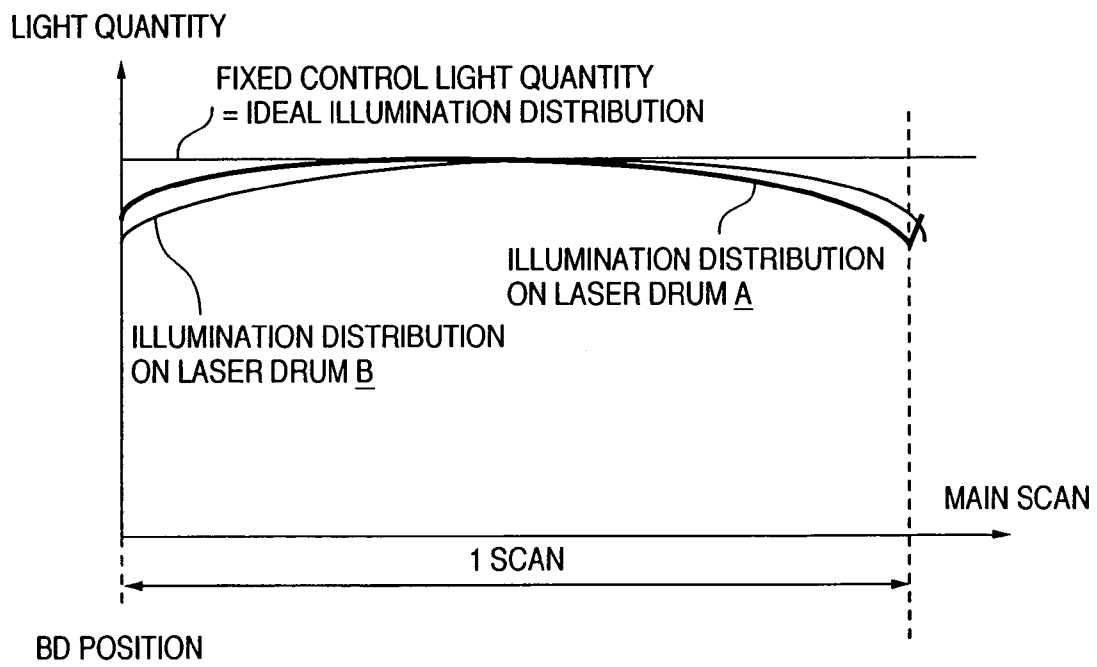 LIGHT QUANTITY
FIXED CONTROL LIGHT QUANTITY
= IDEAL ILLUMINATION DISTRIBUTION
ILLUMINATION DISTRIBUTION
ON LASER DRUM A
ILLUMINATION DISTRIBUTION
ON LASER DRUM B
MAIN SCAN
1 SCAN
BD POSITION